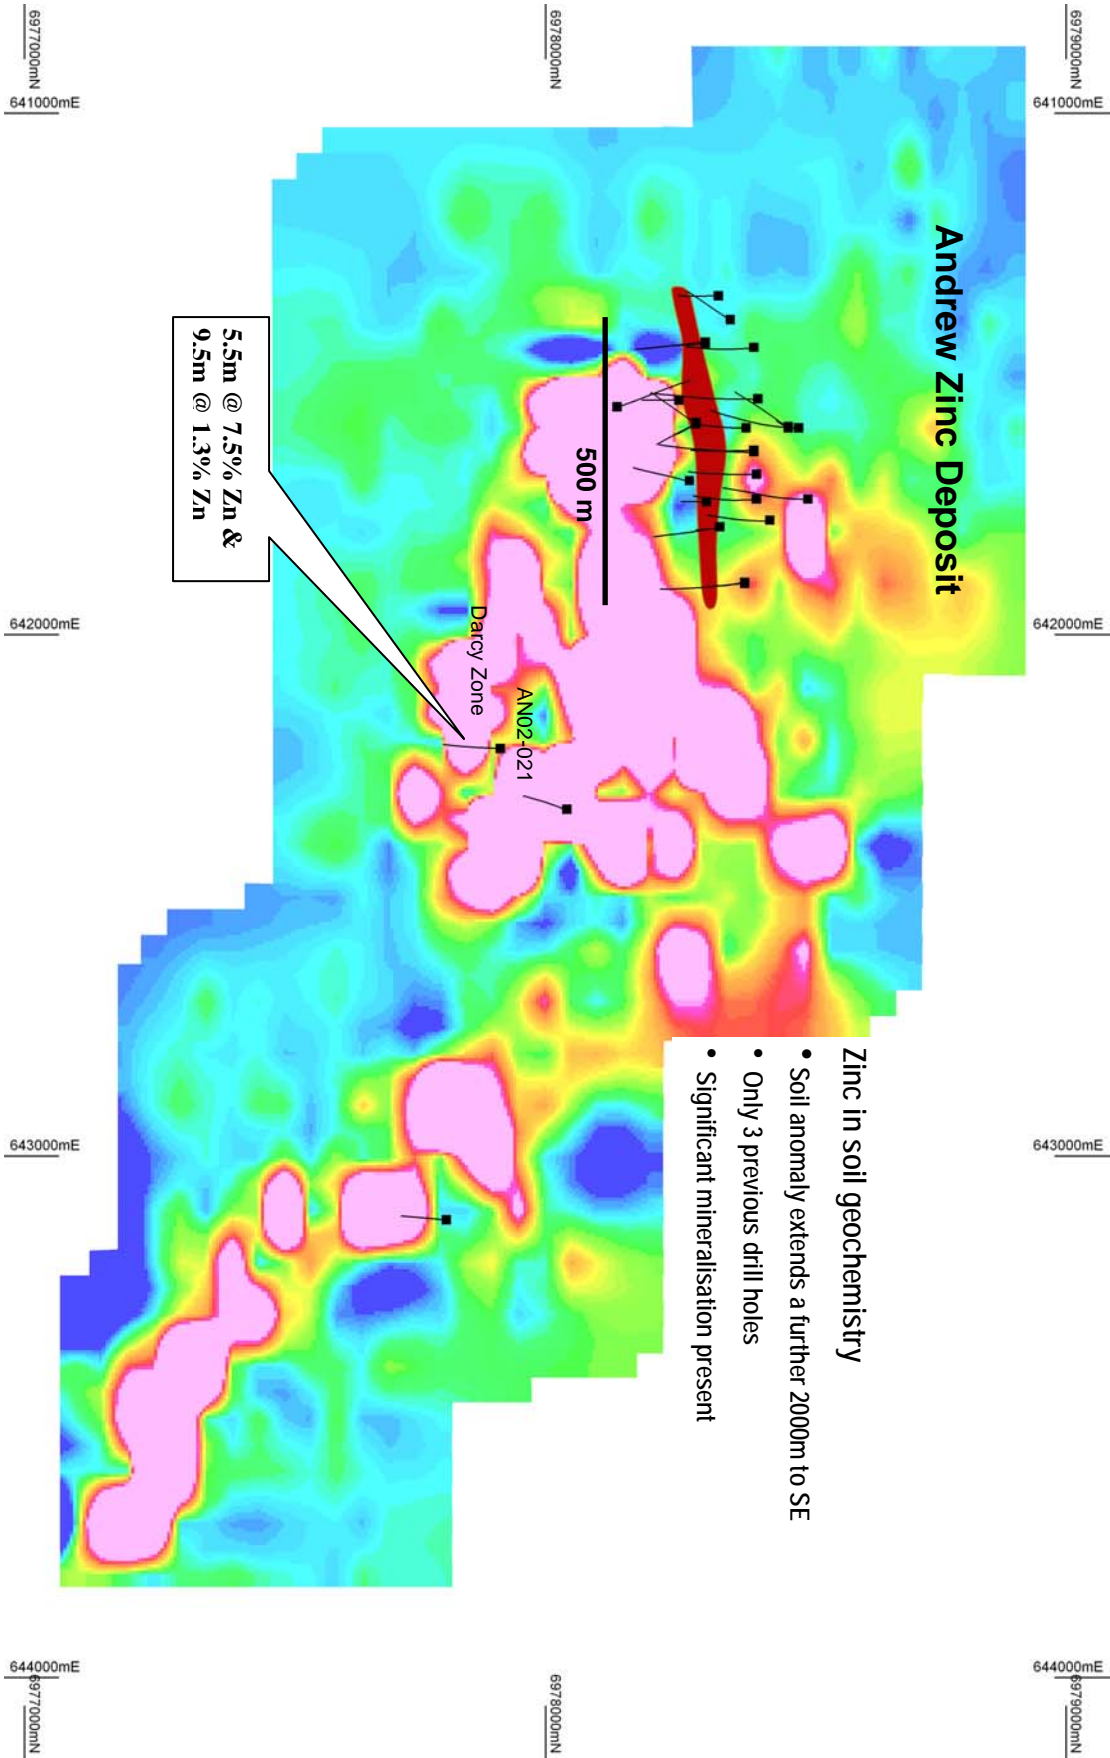 Andrew Zinc Deposit
Zinc in soil geochemistry
• Soil anomaly extends a further 2000m to SE
• Only 3 previous drill holes
• Significant mineralisation present
500 m
AN02-021
Darcy Zone
5.5m @ 7.5% Zn &
9.5m @ 1.3% Zn
641000mE
642000mE
643000mE
644000mE
641000mE
642000mE
643000mE
644000mE
6979000mN
6978000mN
6977000mN
6979000mN
6978000mN
6977000mN